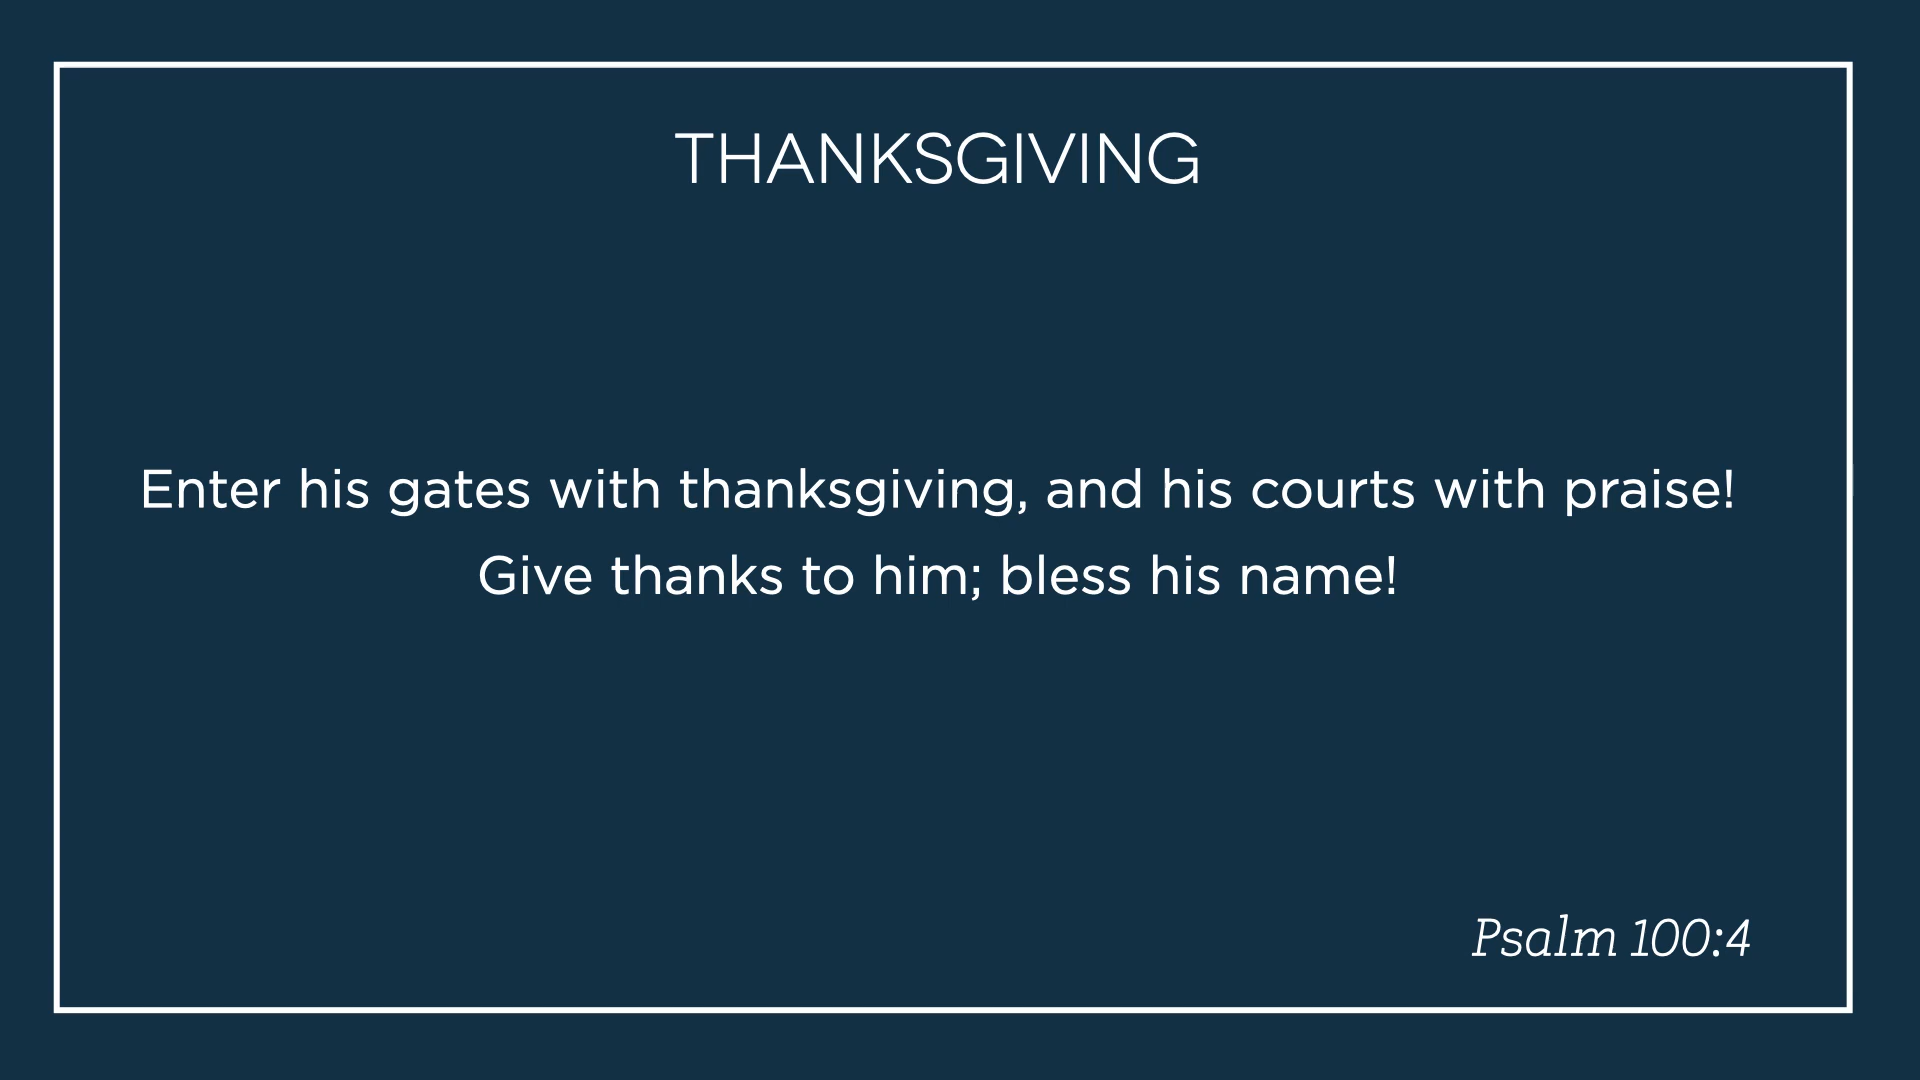 THANKSGIVING
Enter his gates with thanksgiving, and his courts with praise!
Give thanks to him; bless his name!
Psalm 100:4